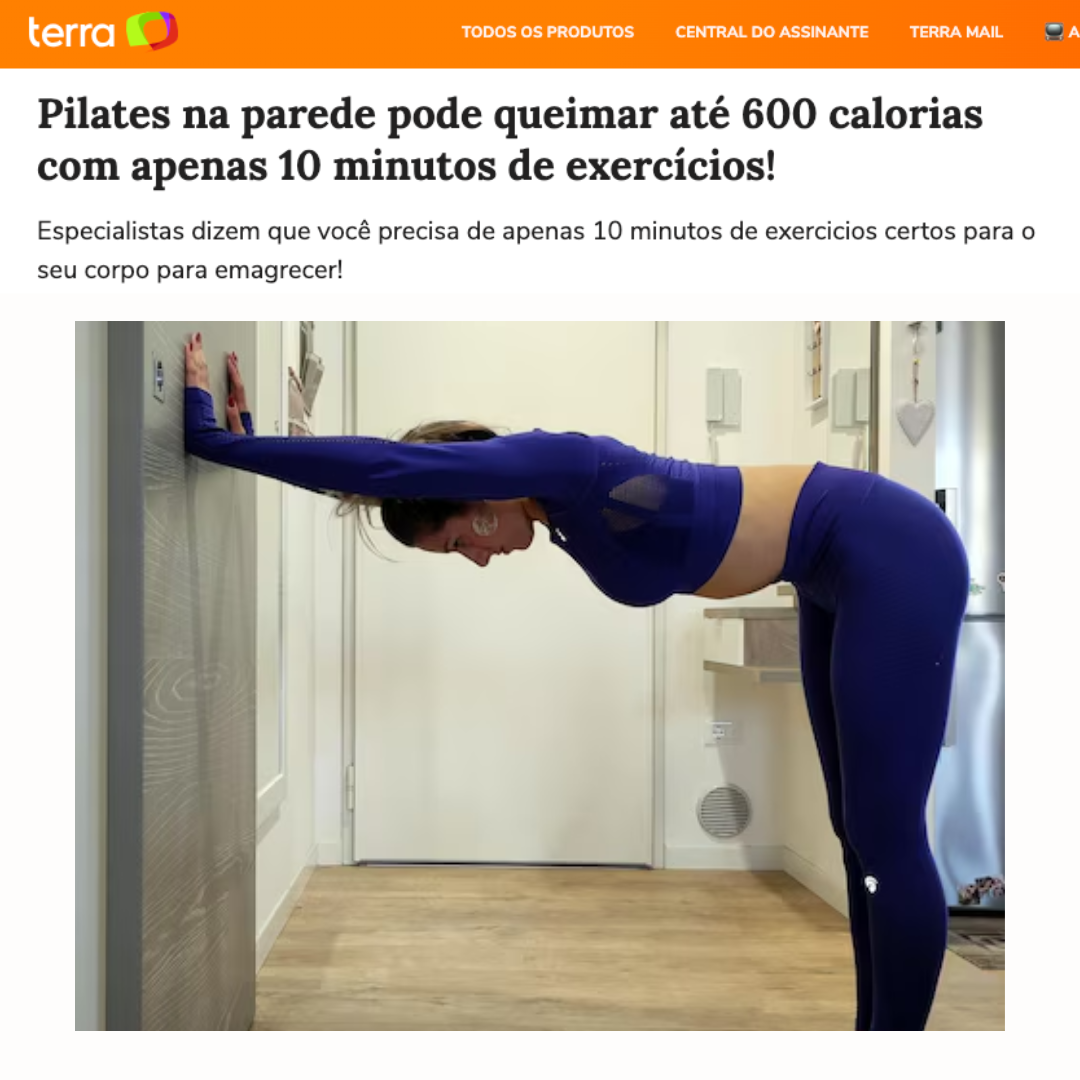 terra
TODOS OS PRODUTOS CENTRAL DO ASSINANTE TERRA MAIL A
Pilates na parede pode queimar até 600 calorias
com apenas 10 minutos de exercícios!
Especialistas dizem que você precisa de apenas 10 minutos de exercicios certos para o
seu corpo para emagrecer!